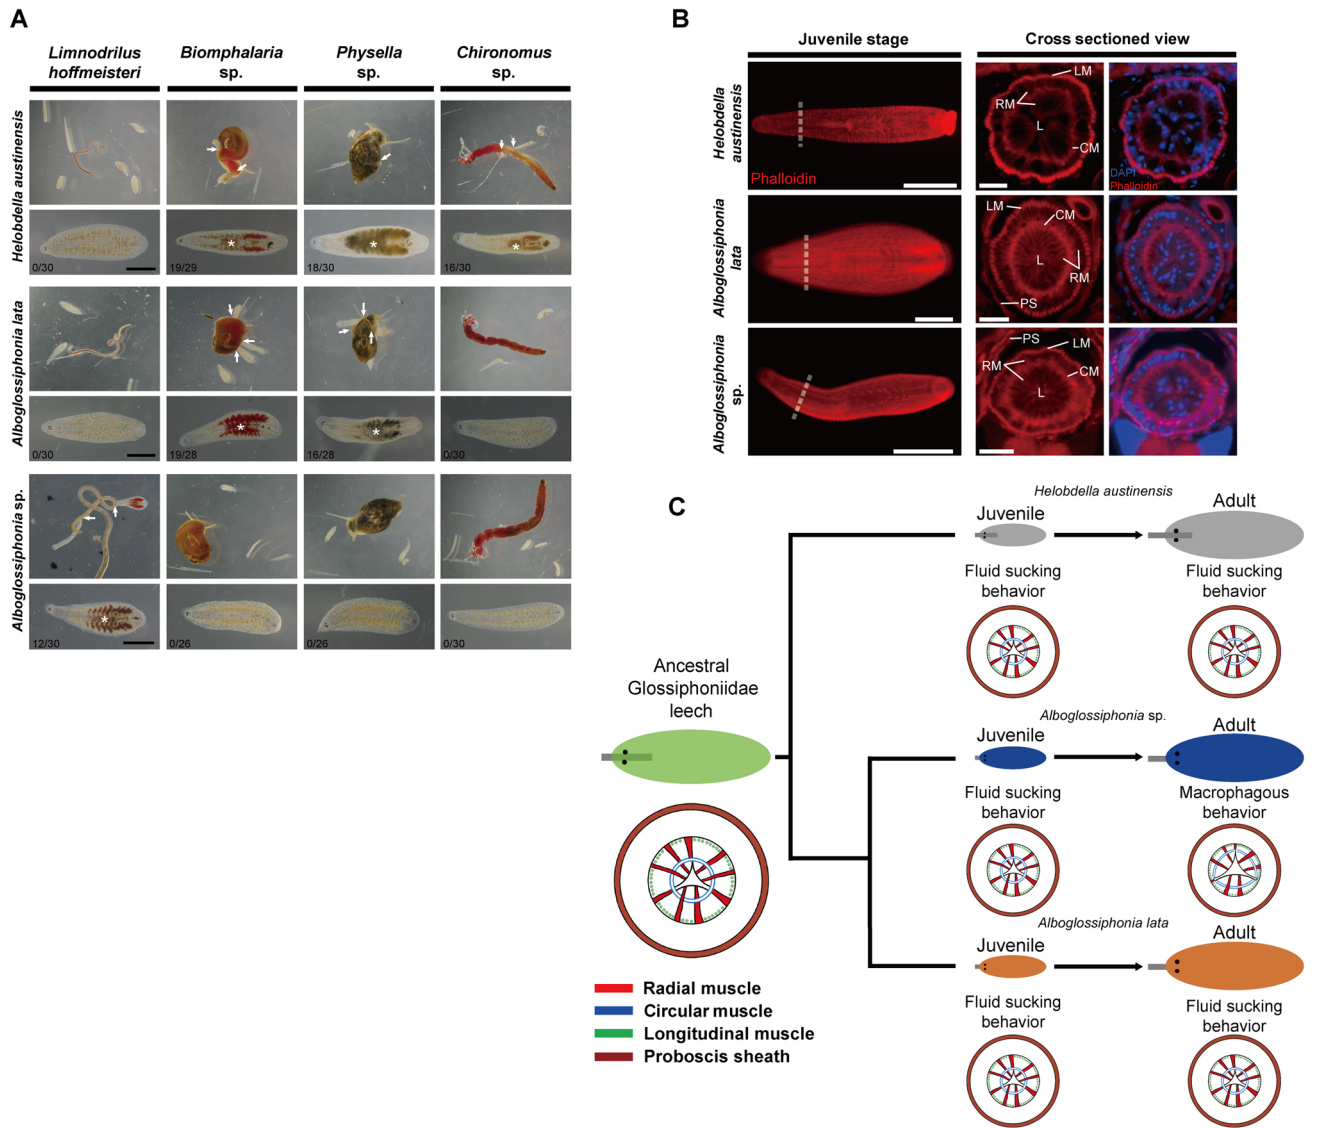 A
Limnodrilus
hoffmeisteri
Biomphalaria
sp.
Physella
sp.
Chironomus
sp.
Helobdella austinensis
0/30
19/29
18/30
16/30
Alboglossiphonia lata
0/30
19/28
16/28
0/30
Alboglossiphonia sp.
12/30
0/26
0/26
0/30
B
Juvenile stage
Cross sectioned view
Helobdella
austinensis
Phalloidin
LM
RM
L
CM
DAPI
Phalloidin
Alboglossiphonia
lata
LM
CM
L
RM
PS
Alboglossiphonia
sp.
PS
LM
RM
CM
L
C
Helobdella austinensis
Juvenile
Adult
Fluid sucking
behavior
Fluid sucking
behavior
Ancestral
Glossiphoniidae
leech
Alboglossiphonia sp.
Juvenile
Adult
Fluid sucking
behavior
Macrophagous
behavior
Alboglossiphonia lata
Juvenile
Adult
Fluid sucking
behavior
Fluid sucking
behavior
Radial muscle
Circular muscle
Longitudinal muscle
Proboscis sheath